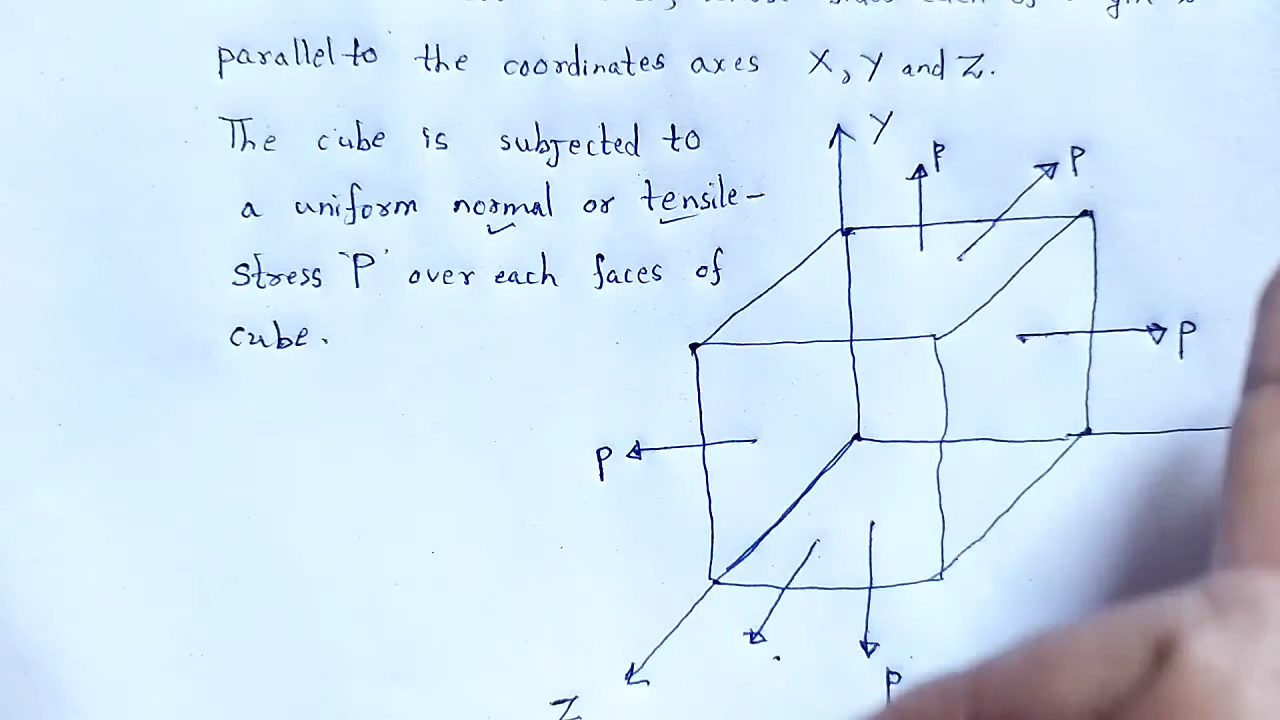 parallel to the coordinates axes X, Y and Z.
The cube is subjected to
a uniform normal or tensile-
stress 'P' over each faces of
cube.
Y
P
P
P
P
P
Z